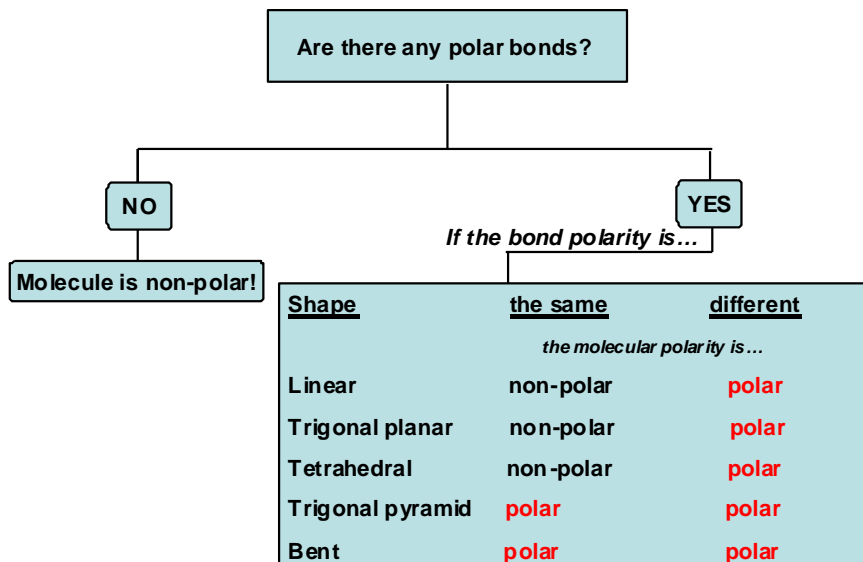 Are there any polar bonds?
NO
YES
If the bond polarity is...
Molecule is non-polar!
Shape the same different
the molecular polarity is...
Linear non-polar polar
Trigonal planar non-polar polar
Tetrahedral non-polar polar
Trigonal pyramid polar polar
Bent polar polar